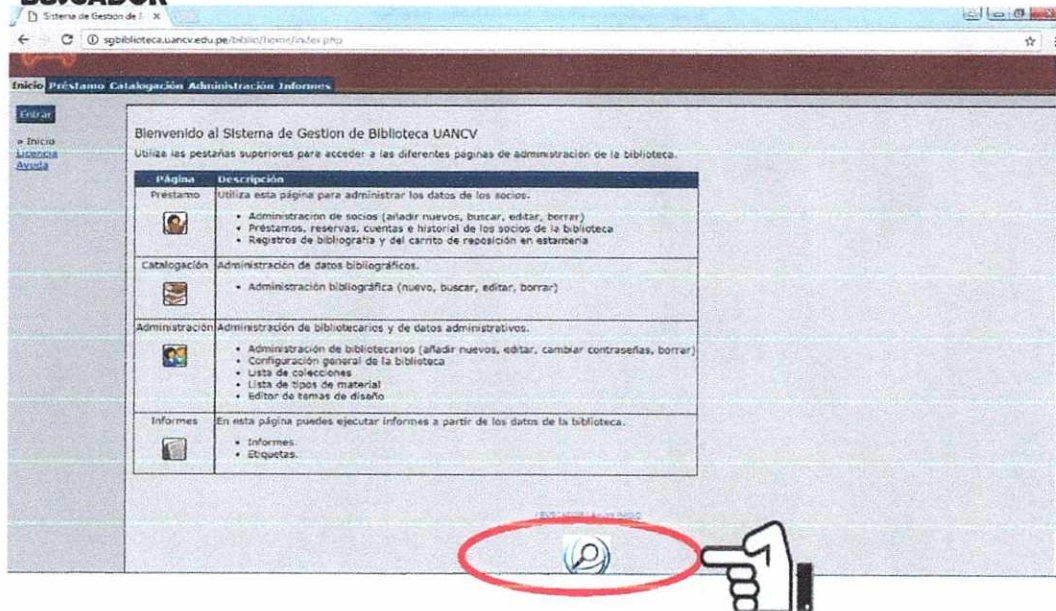 BUSCADOR
Sistema de Gestion de
sgbiblioteca.uancv.edu.pe/biblio/home/index.php
Inicio Préstamo Catalogación Administración Informes
Entrar
» Inicio
Licencia
Ayuda
Bienvenido al Sistema de Gestion de Biblioteca UANCV
Utiliza las pestañas superiores para acceder a las diferentes páginas de administración de la biblioteca.
Página Descripción
Préstamo Utiliza esta página para administrar los datos de los socios.
• Administración de socios (añadir nuevos, buscar, editar, borrar)
• Préstamos, reservas, cuentas e historial de los socios de la biblioteca
• Registros de bibliografía y del carrito de reposición en estantería
Catalogación Administración de datos bibliográficos.
• Administración bibliográfica (nuevo, buscar, editar, borrar)
Administración Administración de bibliotecarios y de datos administrativos.
• Administración de bibliotecarios (añadir nuevos, editar, cambiar contraseñas, borrar)
• Configuración general de la biblioteca
• Lista de colecciones
• Lista de tipos de material
• Editor de temas de diseño
Informes En esta página puedes ejecutar informes a partir de los datos de la biblioteca.
• Informes.
• Etiquetas.